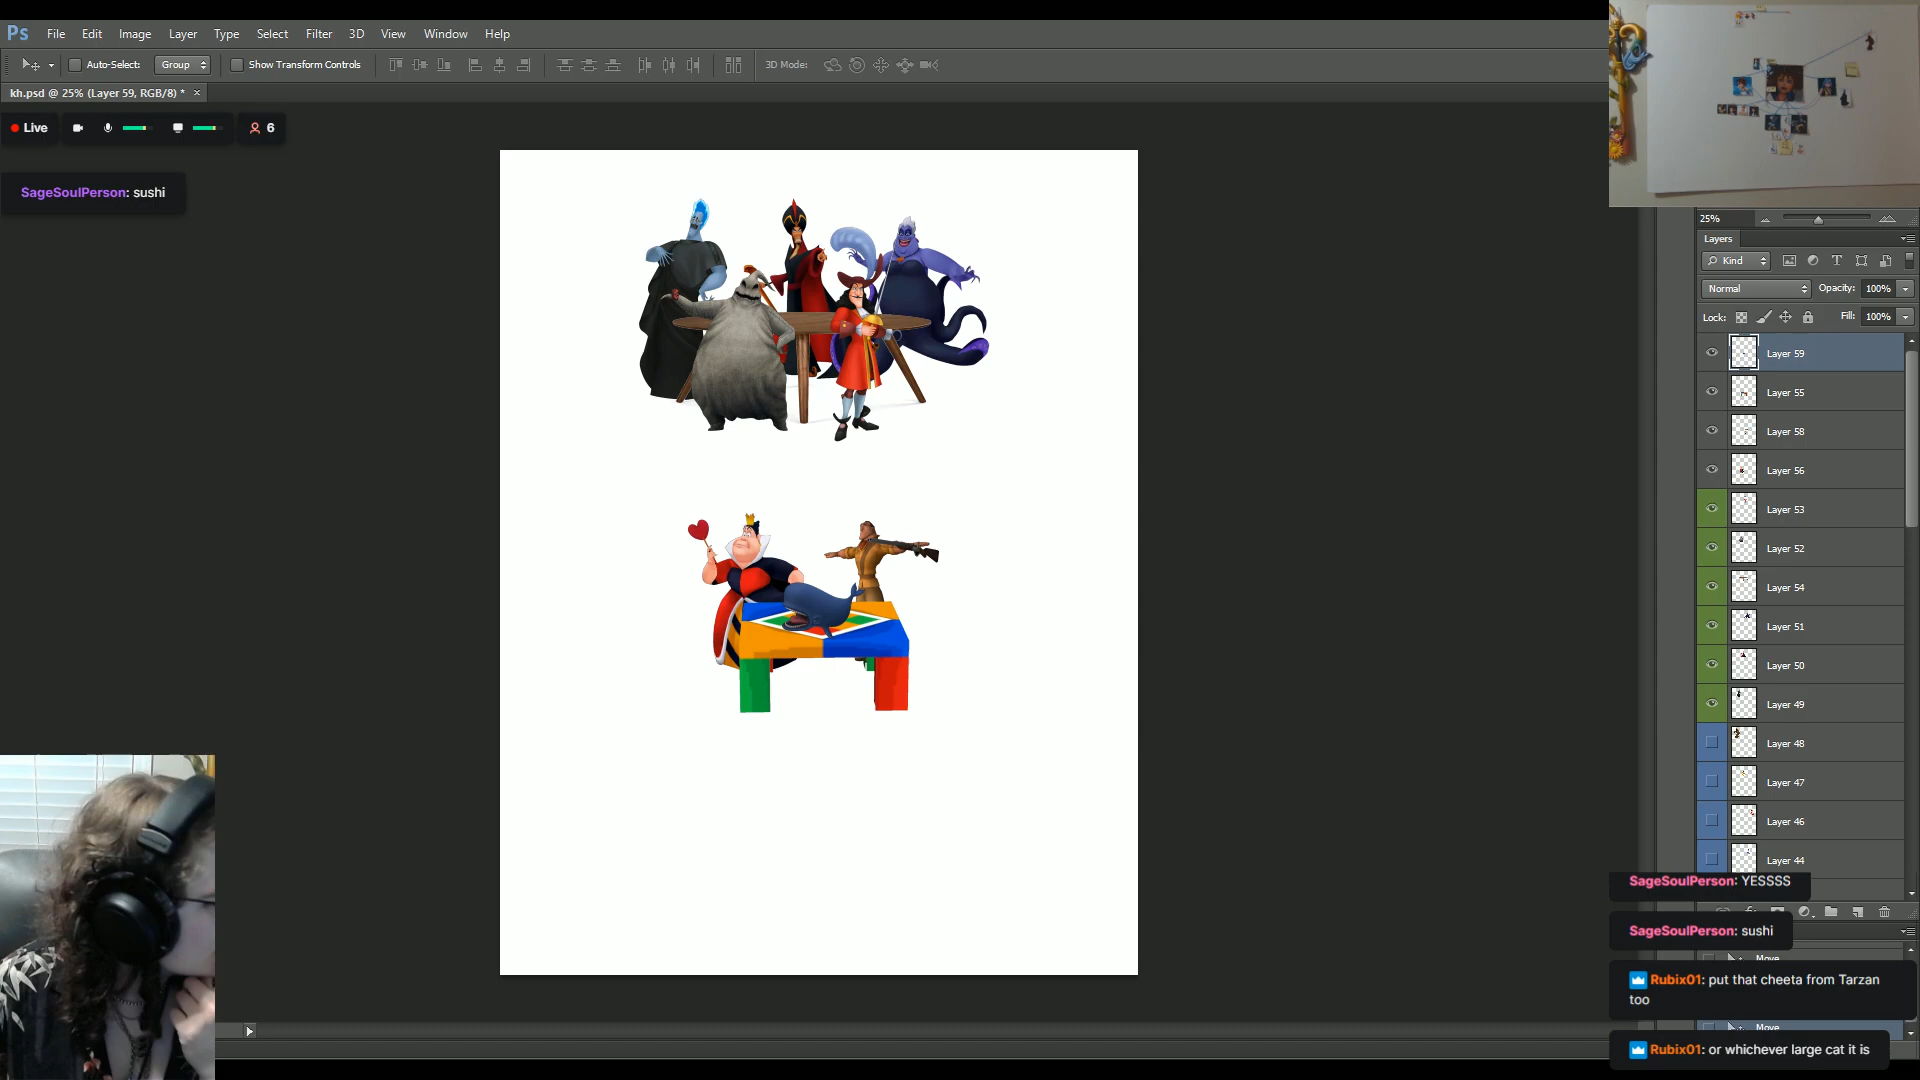 Ps File Edit Image Layer Type Select Filter 3D View Window Help
Auto-Select: Group Show Transform Controls 3D Mode:
kh.psd @ 25% (Layer 59, RGB/8) * ×
Live 6
SageSoulPerson: sushi
25%
Layers
Kind
Normal Opacity: 100%
Lock: Fill: 100%
Layer 59
Layer 55
Layer 58
Layer 56
Layer 53
Layer 52
Layer 54
Layer 51
Layer 50
Layer 49
Layer 48
Layer 47
Layer 46
Layer 44
SageSoulPerson: YESSSS
SageSoulPerson: sushi
Move
Rubix01: put that cheeta from Tarzan
too
Move
Rubix01: or whichever large cat it is